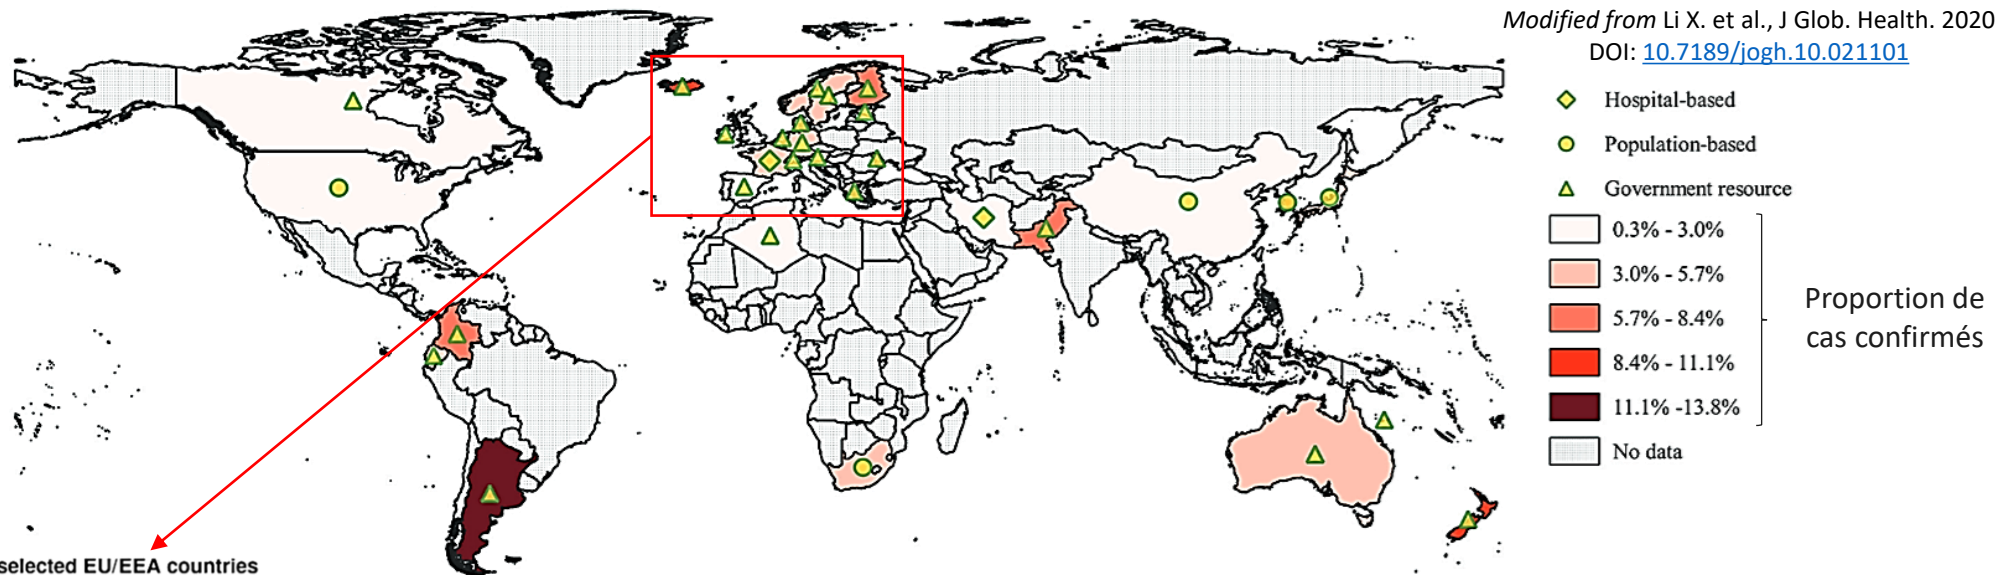 Modified from Li X. et al., J Glob. Health. 2020
DOI: 10.7189/jogh.10.021101
Hospital-based
Population-based
Government resource
0.3% - 3.0%
3.0% - 5.7%
5.7% - 8.4%
8.4% - 11.1%
11.1% -13.8%
No data
Proportion de
cas confirmés
selected EU/EEA countries